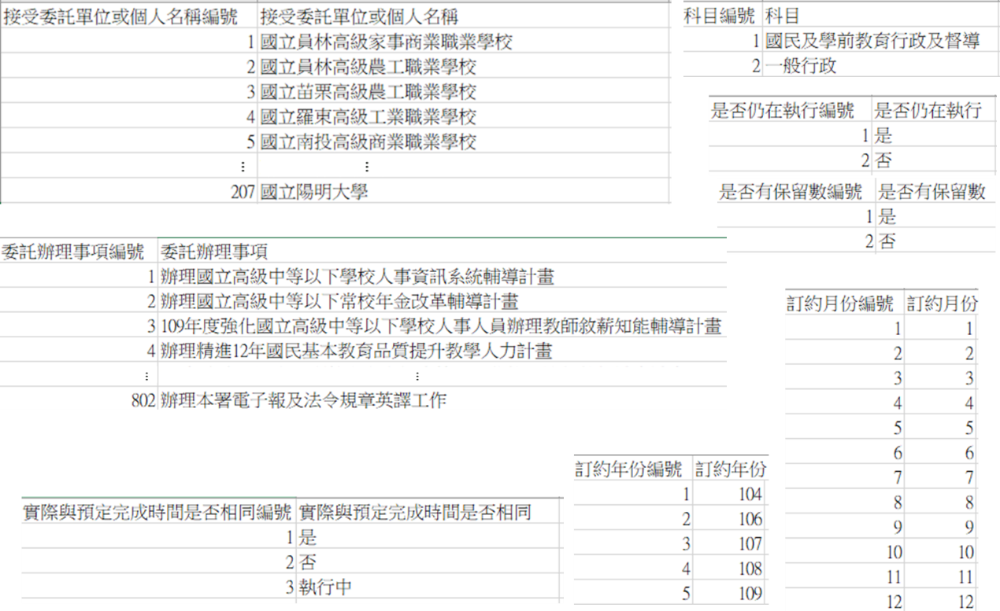 接受委託單位或個人名稱編號 接受委託單位或個人名稱
1 國立員林高級家事商業職業學校
2 國立員林高級農工職業學校
3 國立苗栗高級農工職業學校
4 國立羅東高級工業職業學校
5 國立南投高級商業職業學校
⋮ ⋮
207 國立陽明大學
科目編號 科目
1 國民及學前教育行政及督導
2 一般行政
是否仍在執行編號 是否仍在執行
1 是
2 否
是否有保留數編號 是否有保留數
1 是
2 否
委託辦理事項編號 委託辦理事項
1 辦理國立高級中等以下學校人事資訊系統輔導計畫
2 辦理國立高級中等以下常校年金改革輔導計畫
3 109年度強化國立高級中等以下學校人事人員辦理教師敘薪知能輔導計畫
4 辦理精進12年國民基本教育品質提升教學人力計畫
⋮ ⋮
802 辦理本署電子報及法令規章英譯工作
訂約月份編號 訂約月份
1 1
2 2
3 3
4 4
5 5
6 6
7 7
8 8
9 9
10 10
11 11
12 12
實際與預定完成時間是否相同編號 實際與預定完成時間是否相同
1 是
2 否
3 執行中
訂約年份編號 訂約年份
1 104
2 106
3 107
4 108
5 109